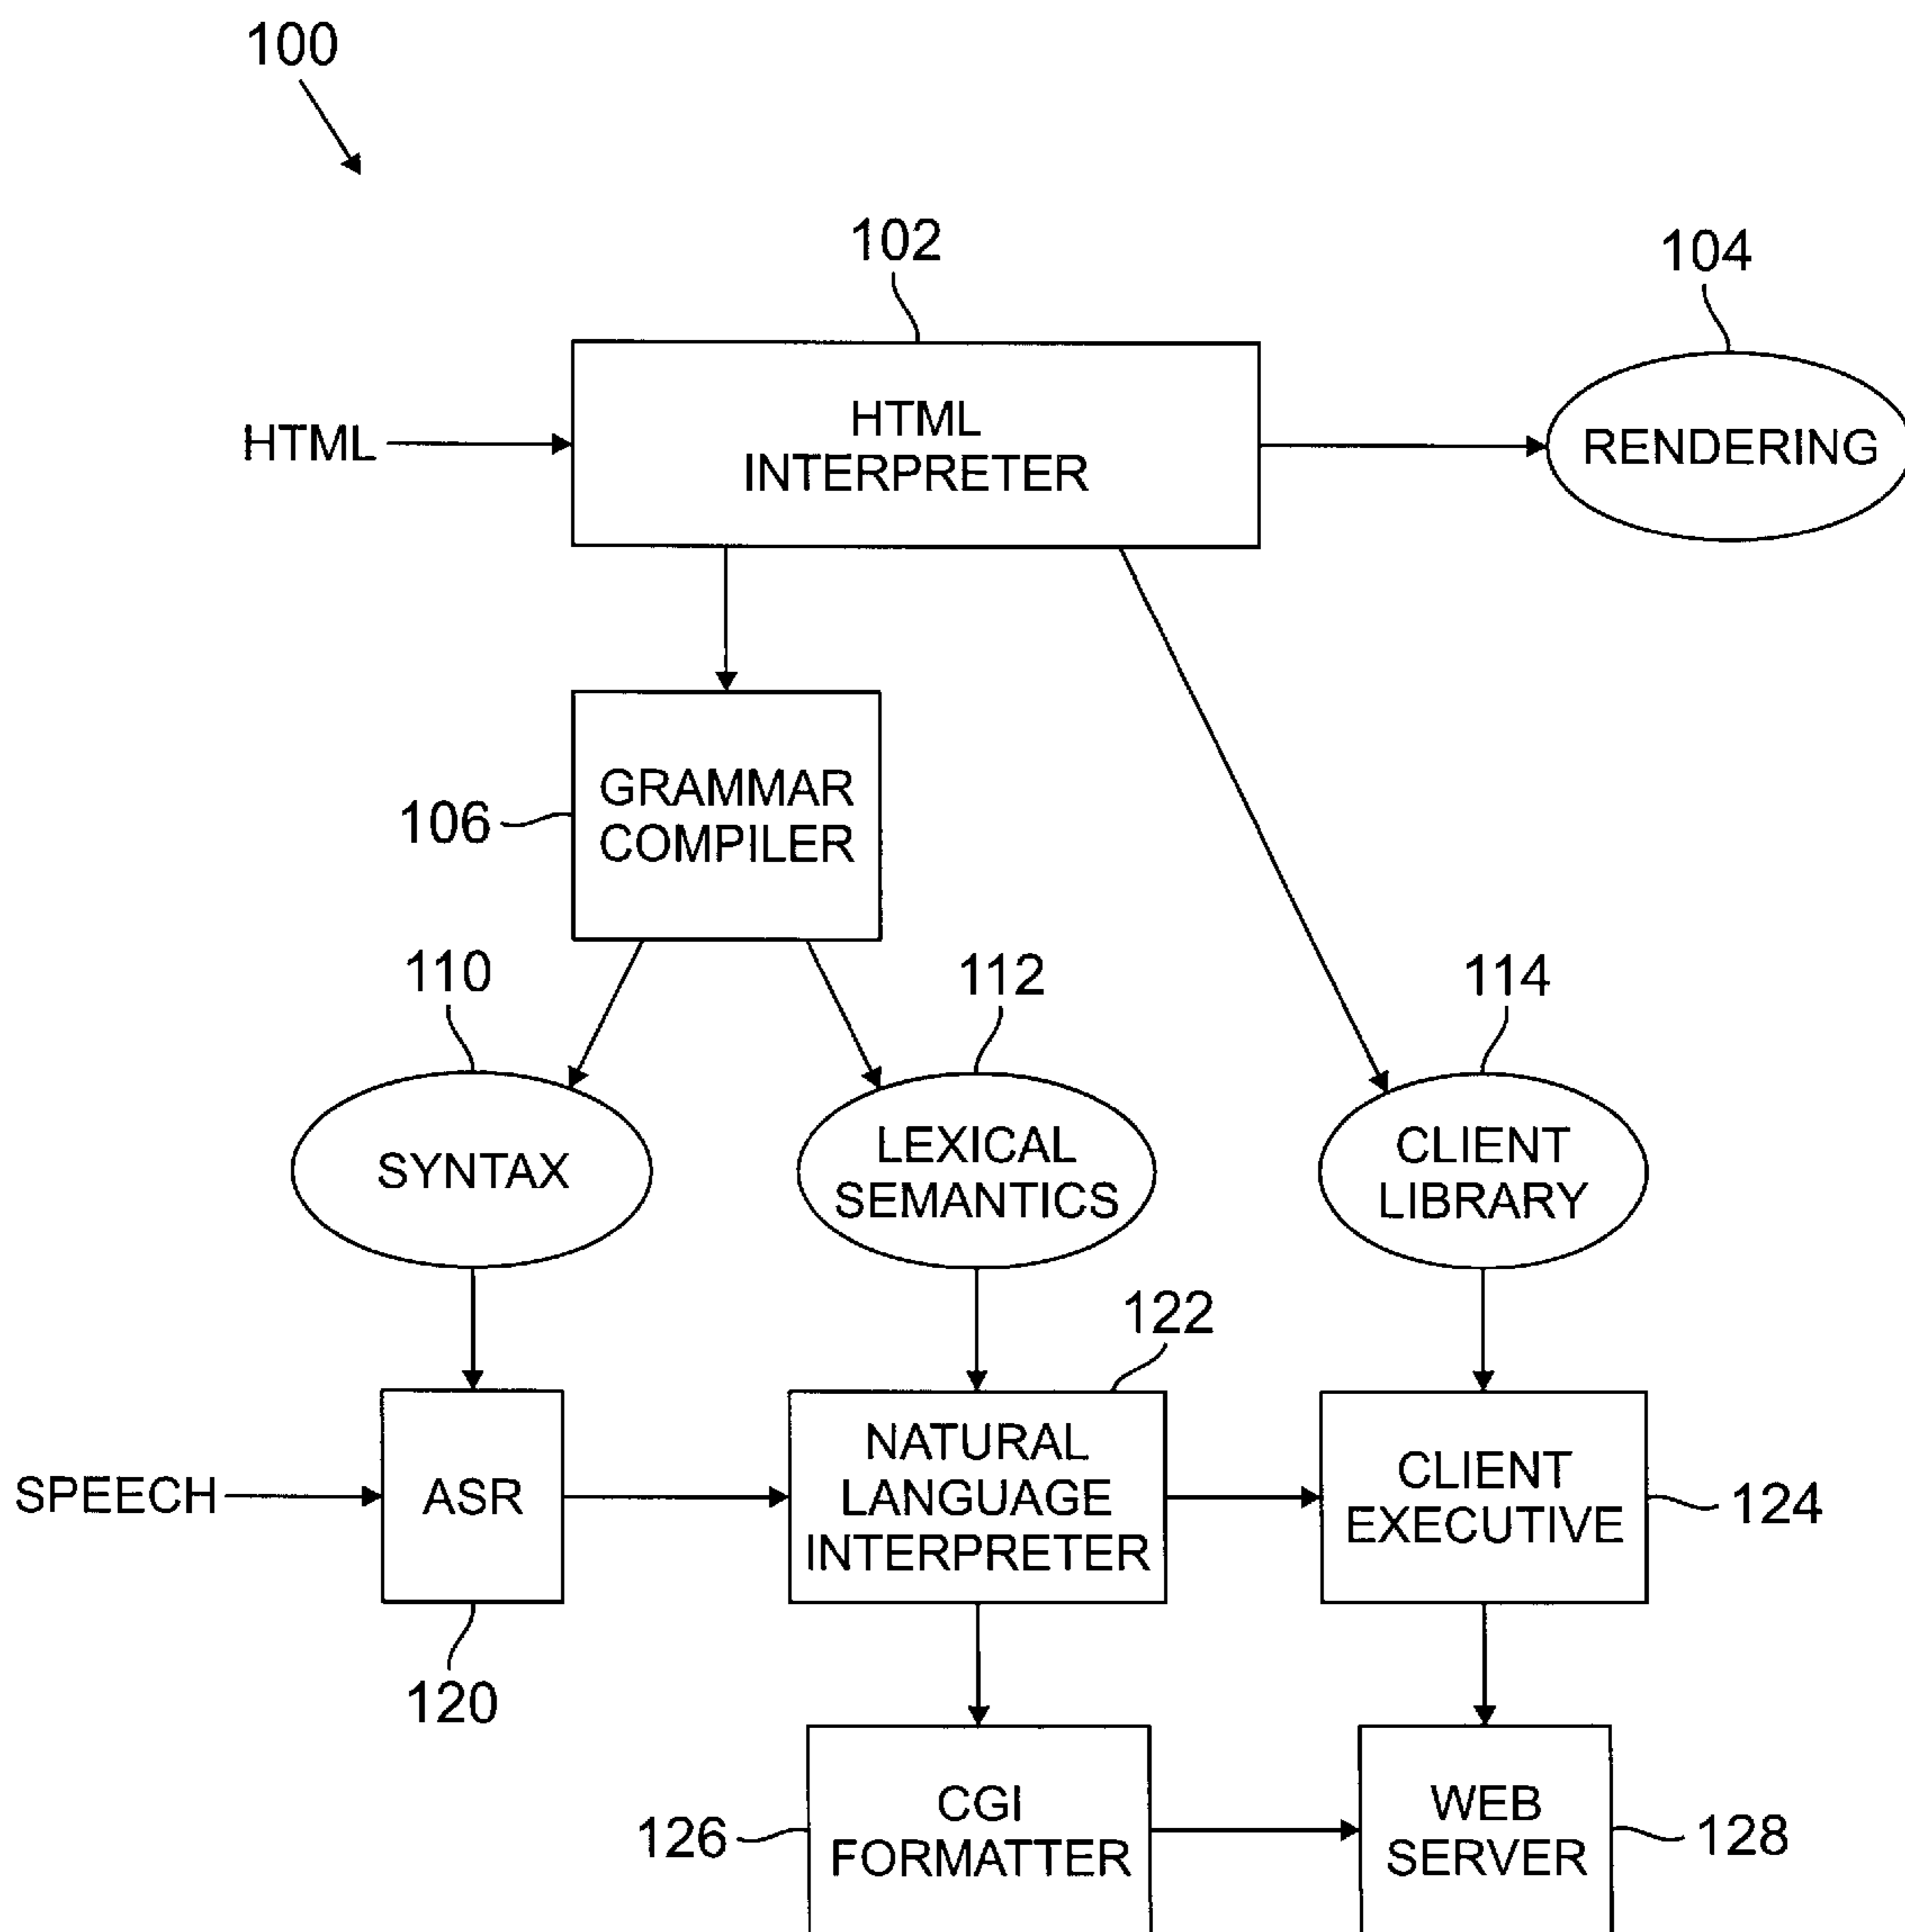 100
102
104
HTML
HTML
INTERPRETER
RENDERING
106
GRAMMAR
COMPILER
110
112
114
SYNTAX
LEXICAL
SEMANTICS
CLIENT
LIBRARY
122
SPEECH
ASR
NATURAL
LANGUAGE
INTERPRETER
CLIENT
EXECUTIVE
124
120
126
CGI
FORMATTER
WEB
SERVER
128